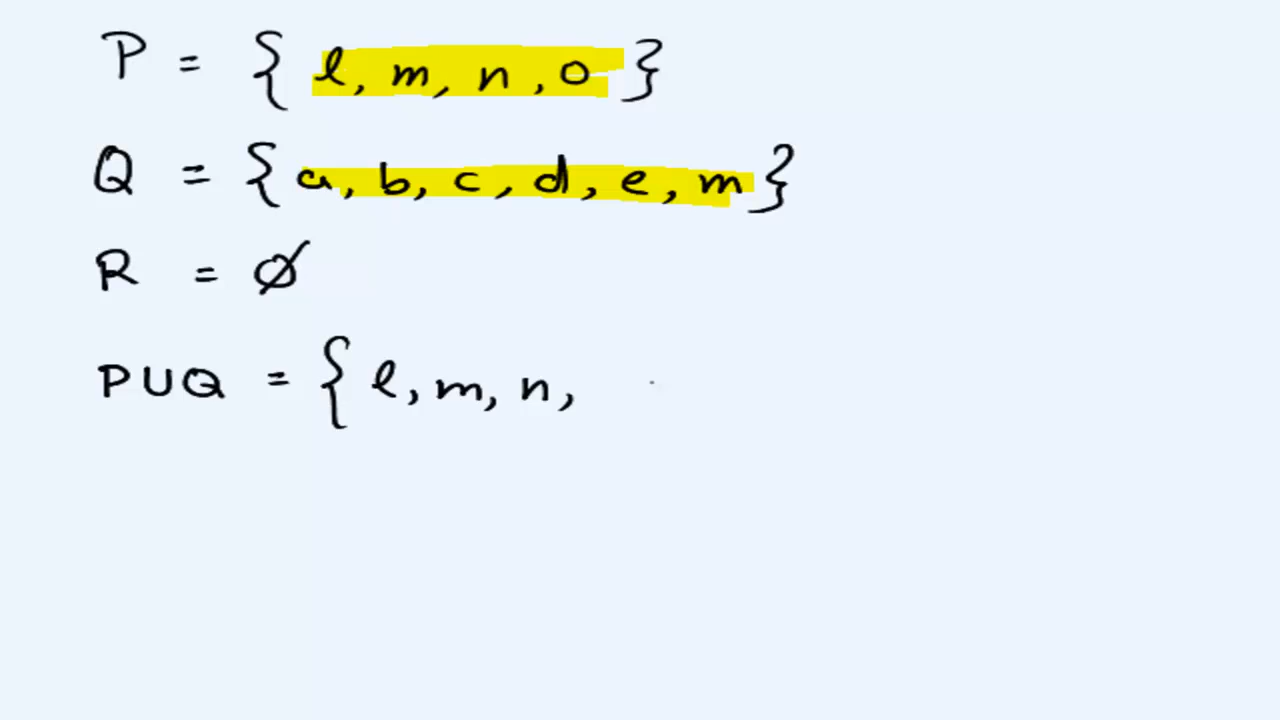 P = { l, m, n, o }
Q = { a, b, c, d, e, m }
R = ∅
P ∪ Q = { l, m, n,